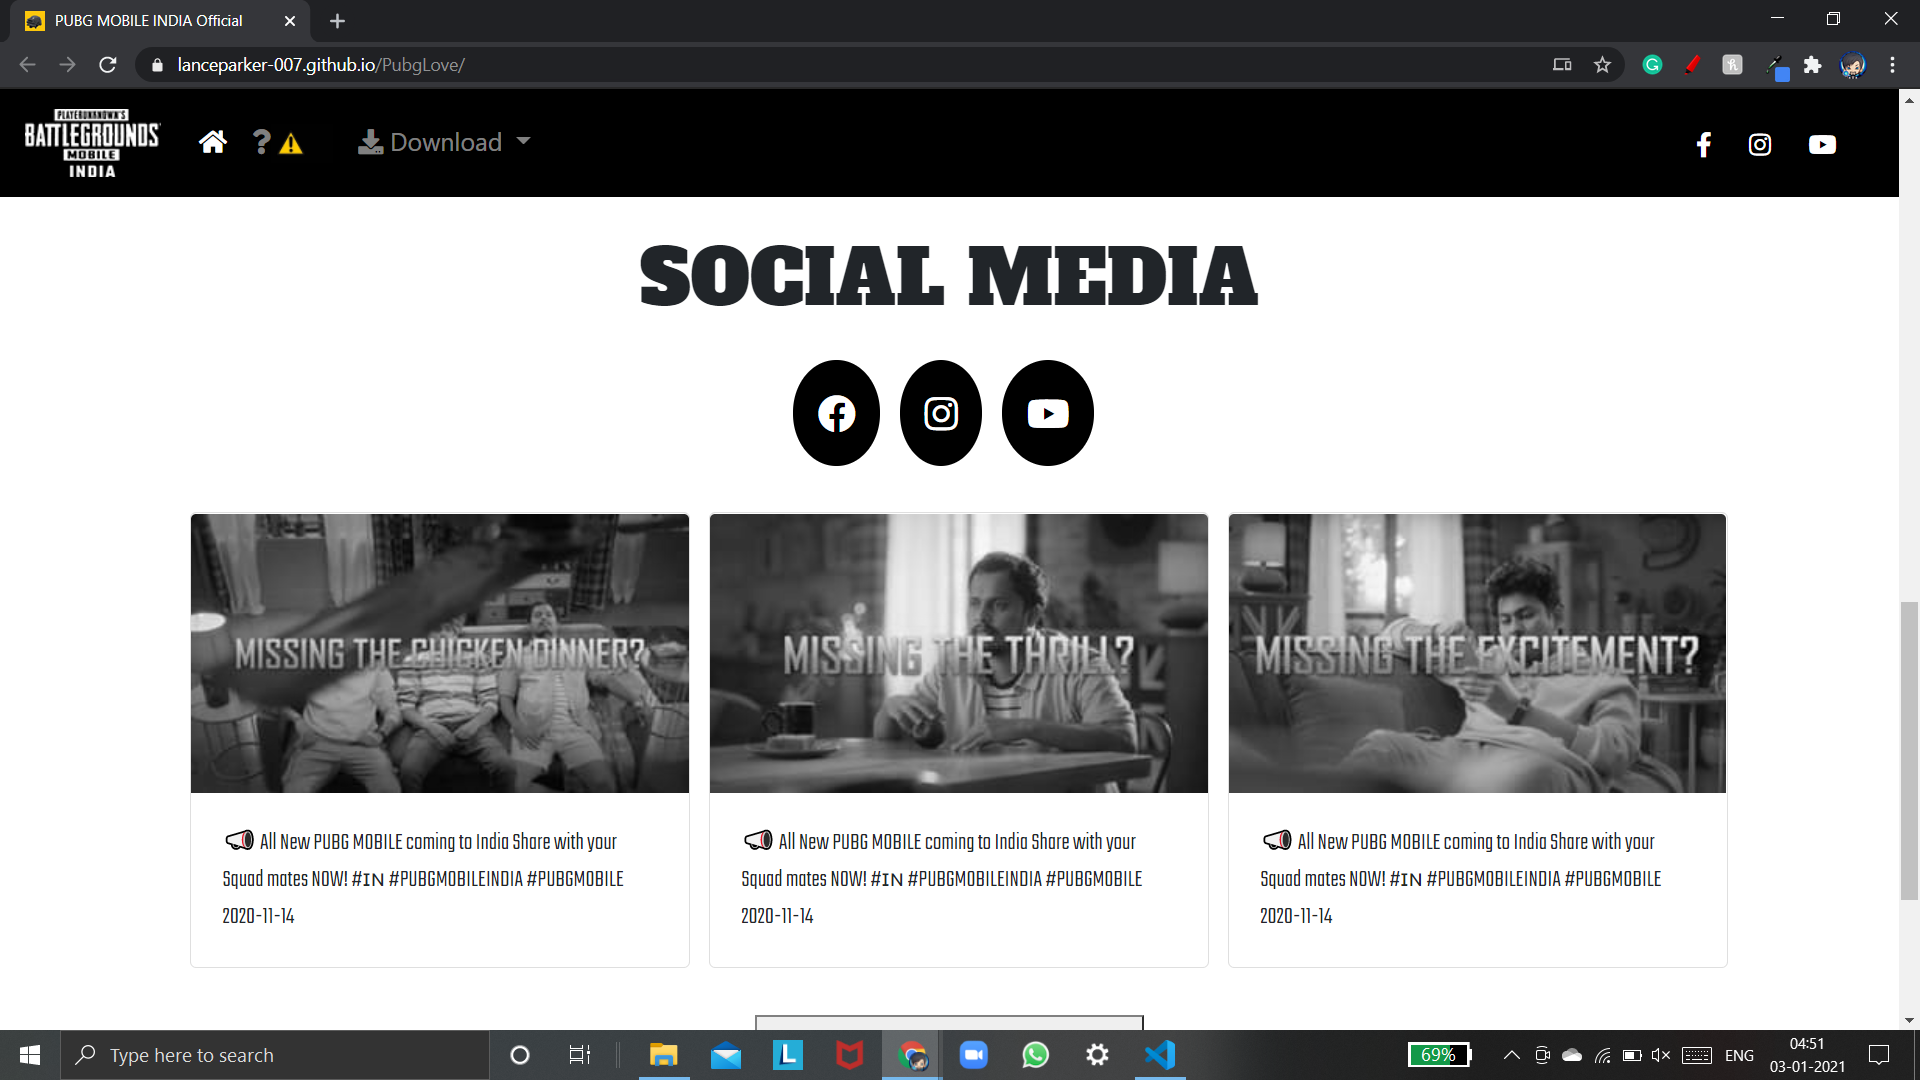 PUBG MOBILE INDIA Official
lanceparker-007.github.io/PubgLove/
PLAYERUNKNOWN'S
BATTLEGROUNDS
MOBILE
INDIA
Download
SOCIAL MEDIA
MISSING THE CHICKEN DINNER?
MISSING THE THRILL?
MISSING THE EXCITEMENT?
All New PUBG MOBILE coming to India Share with your
Squad mates NOW! #IN #PUBGMOBILEINDIA #PUBGMOBILE
2020-11-14
All New PUBG MOBILE coming to India Share with your
Squad mates NOW! #IN #PUBGMOBILEINDIA #PUBGMOBILE
2020-11-14
All New PUBG MOBILE coming to India Share with your
Squad mates NOW! #IN #PUBGMOBILEINDIA #PUBGMOBILE
2020-11-14
Type here to search
L
69%
ENG
04:51
03-01-2021